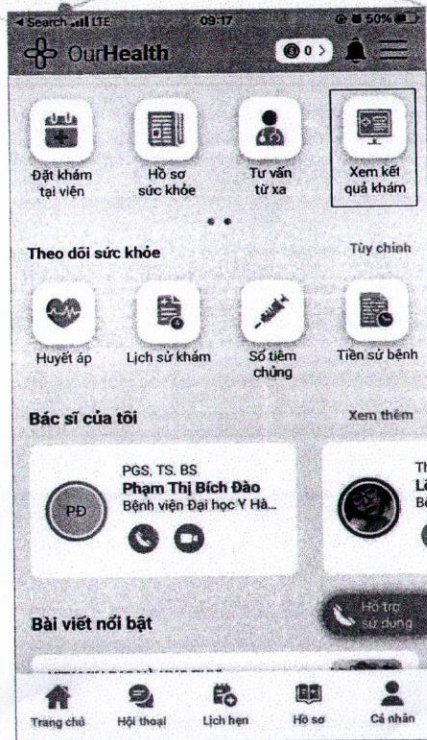 Search LTE 09:17 50%
OurHealth 0 >
Đặt khám
tại viện
Hồ sơ
sức khỏe
Tư vấn
từ xa
Xem kết
quả khám
Theo dõi sức khỏe Tùy chỉnh
Huyết áp
Lịch sử khám
Sổ tiêm
chủng
Tiền sử bệnh
Bác sĩ của tôi Xem thêm
PĐ
PGS. TS. BS
Phạm Thị Bích Đào
Bệnh viện Đại học Y Hà...
Hỗ trợ
sử dụng
Bài viết nổi bật
Trang chủ
Hội thoại
Lịch hẹn
Hồ sơ
Cá nhân